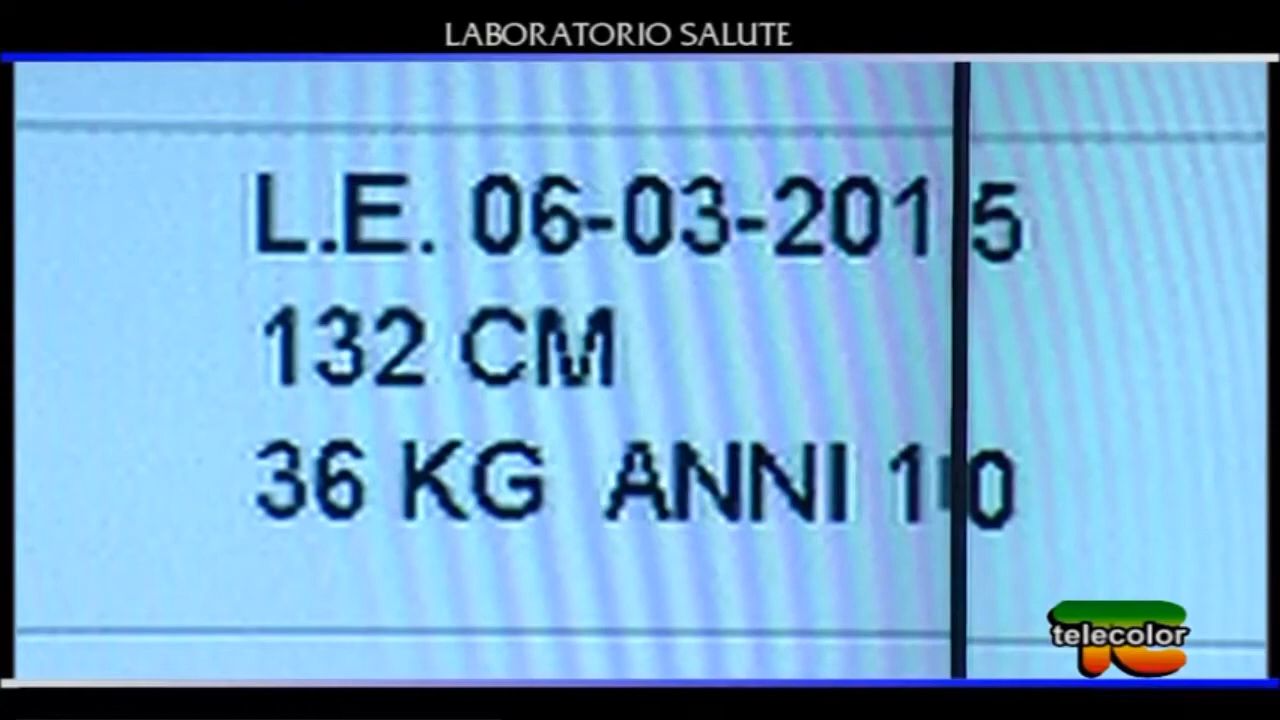 LABORATORIO SALUTE
L.E. 06-03-2015
132 CM
36 KG ANNI 10
telecolor